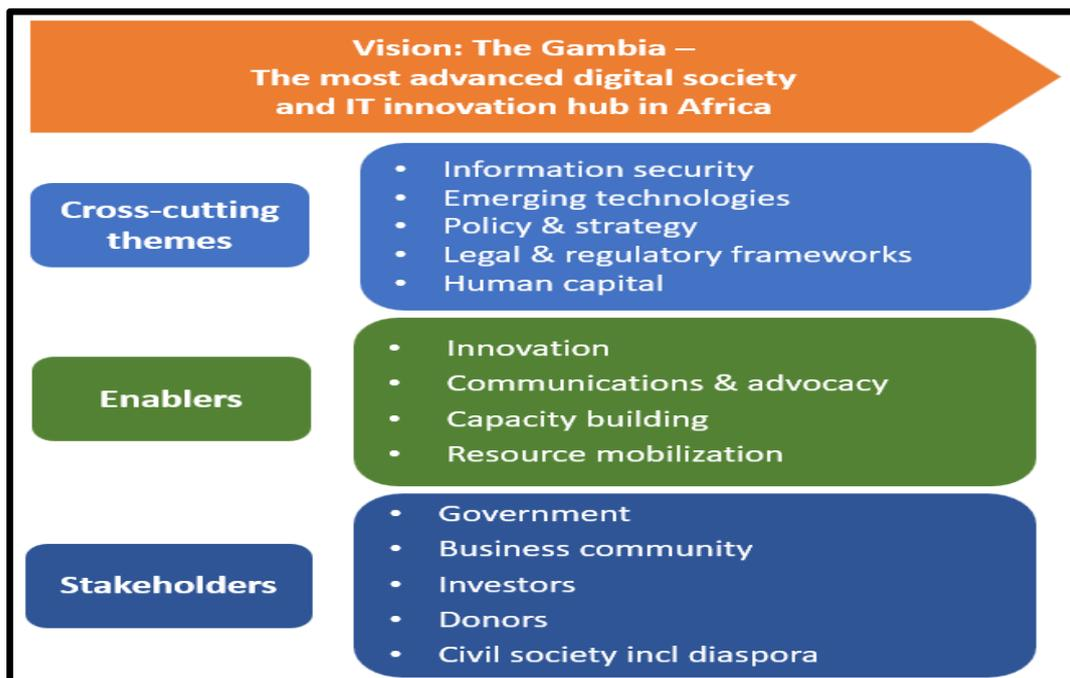 Vision: The Gambia –
The most advanced digital society
and IT innovation hub in Africa
Cross-cutting
themes
• Information security
• Emerging technologies
• Policy & strategy
• Legal & regulatory frameworks
• Human capital
Enablers
• Innovation
• Communications & advocacy
• Capacity building
• Resource mobilization
Stakeholders
• Government
• Business community
• Investors
• Donors
• Civil society incl diaspora